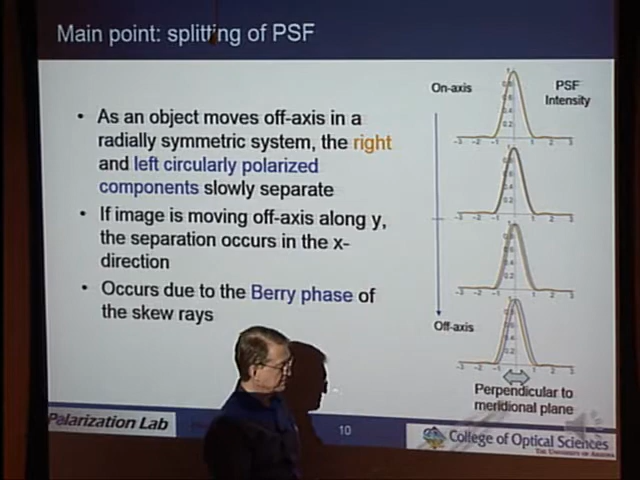 Main point: splitting of PSF
• As an object moves off-axis in a
radially symmetric system, the right
and left circularly polarized
components slowly separate
• If image is moving off-axis along y,
the separation occurs in the x-
direction
• Occurs due to the Berry phase of
the skew rays
On-axis
PSF
Intensity
Off-axis
Perpendicular to
meridional plane
Polarization Lab
10
College of Optical Sciences
THE UNIVERSITY OF ARIZONA